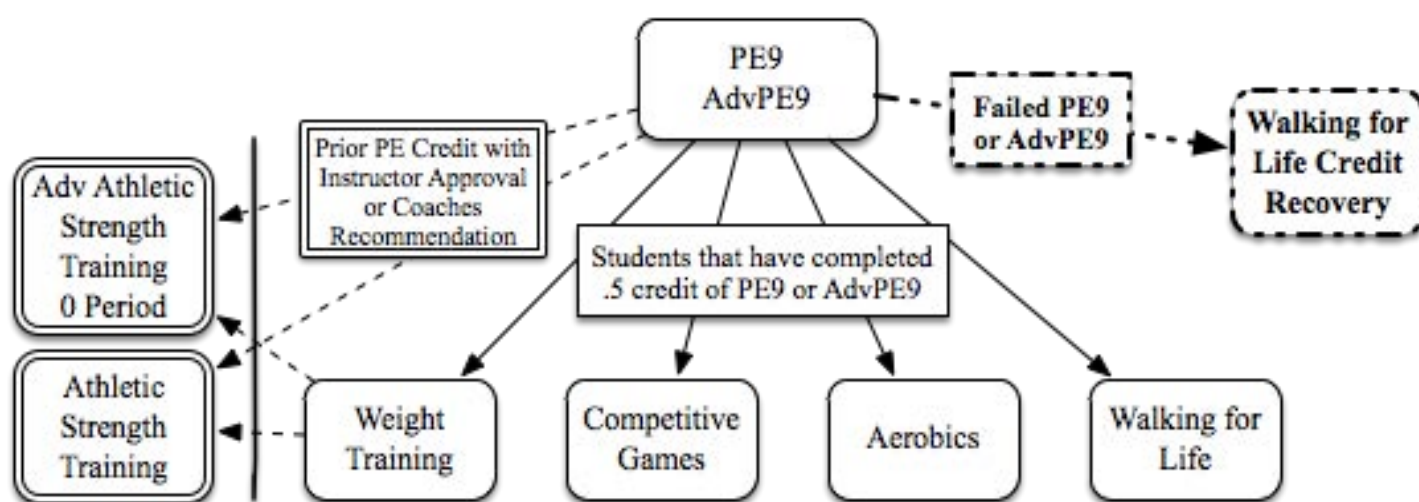 PE9
AdvPE9
Failed PE9
or AdvPE9
Walking for
Life Credit
Recovery
Prior PE Credit with
Instructor Approval
or Coaches
Recommendation
Adv Athletic
Strength
Training
0 Period
Students that have completed
.5 credit of PE9 or AdvPE9
Athletic
Strength
Training
Weight
Training
Competitive
Games
Aerobics
Walking for
Life